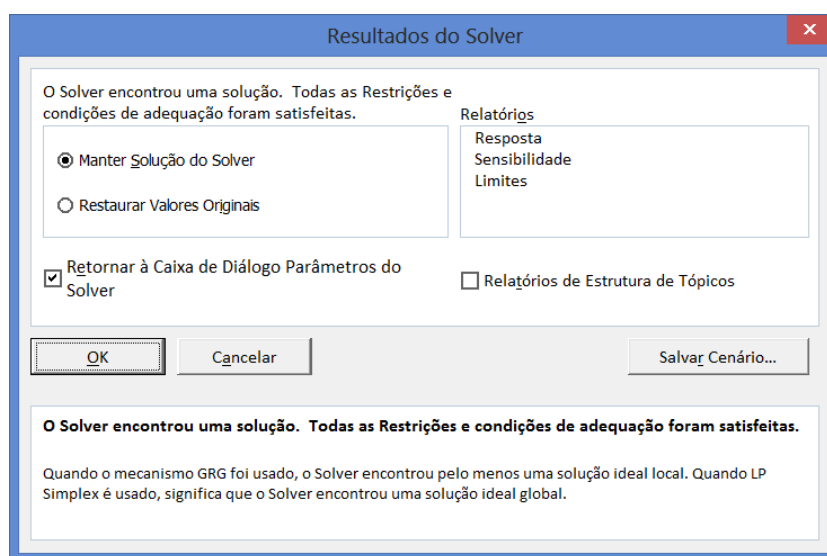 Resultados do Solver
O Solver encontrou uma solução. Todas as Restrições e
condições de adequação foram satisfeitas.
Relatórios
Manter Solução do Solver
Restaurar Valores Originais
Resposta
Sensibilidade
Limites
Retornar à Caixa de Diálogo Parâmetros do
Solver
Relatórios de Estrutura de Tópicos
OK
Cancelar
Salvar Cenário...
O Solver encontrou uma solução. Todas as Restrições e condições de adequação foram satisfeitas.
Quando o mecanismo GRG foi usado, o Solver encontrou pelo menos uma solução ideal local. Quando LP
Simplex é usado, significa que o Solver encontrou uma solução ideal global.